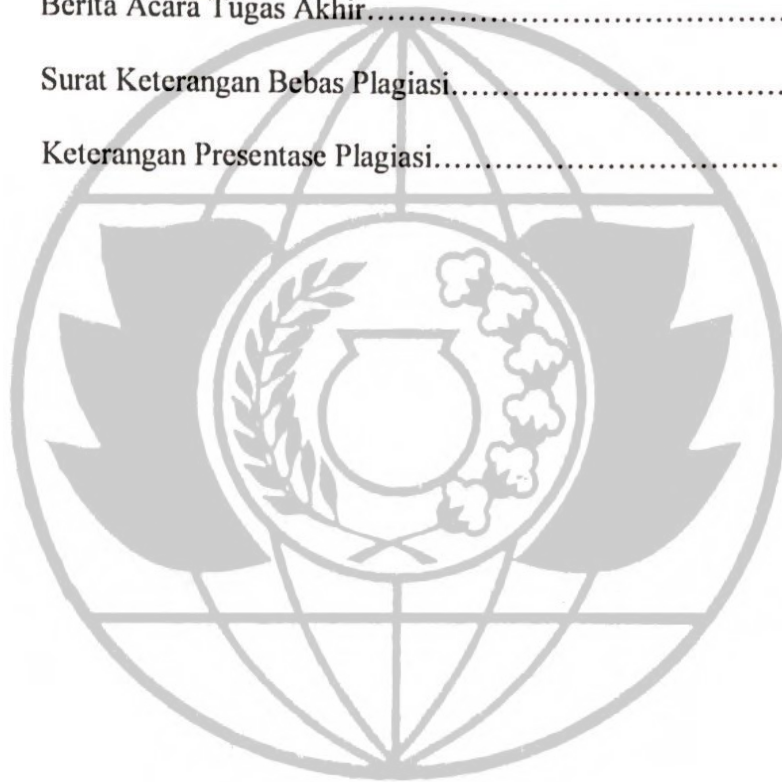 Berita Acara Tugas Akhir................................................
Surat Keterangan Bebas Plagiasi................................................
Keterangan Presentase Plagiasi................................................